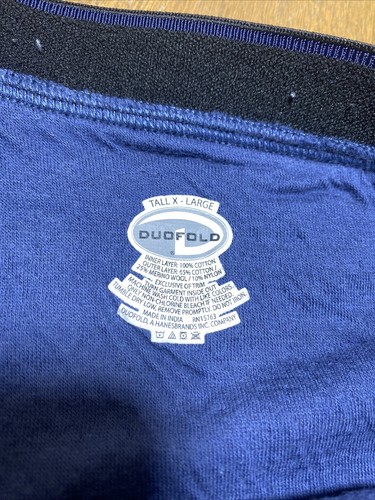 TALL X - LARGE
DUOFOLD
INNER LAYER: 100% COTTON
OUTER LAYER: 65% COTTON /
25% MERINO WOOL / 10% NYLON
EXCLUSIVE OF TRIM
TURN GARMENT INSIDE OUT
MACHINE WASH COLD WITH LIKE COLORS
ONLY NON-CHLORINE BLEACH IF NEEDED
TUMBLE DRY LOW REMOVE PROMPTLY DO NOT IRON.
MADE IN INDIA RN15763
DUOFOLD, A HANESBRANDS INC. COMPANY